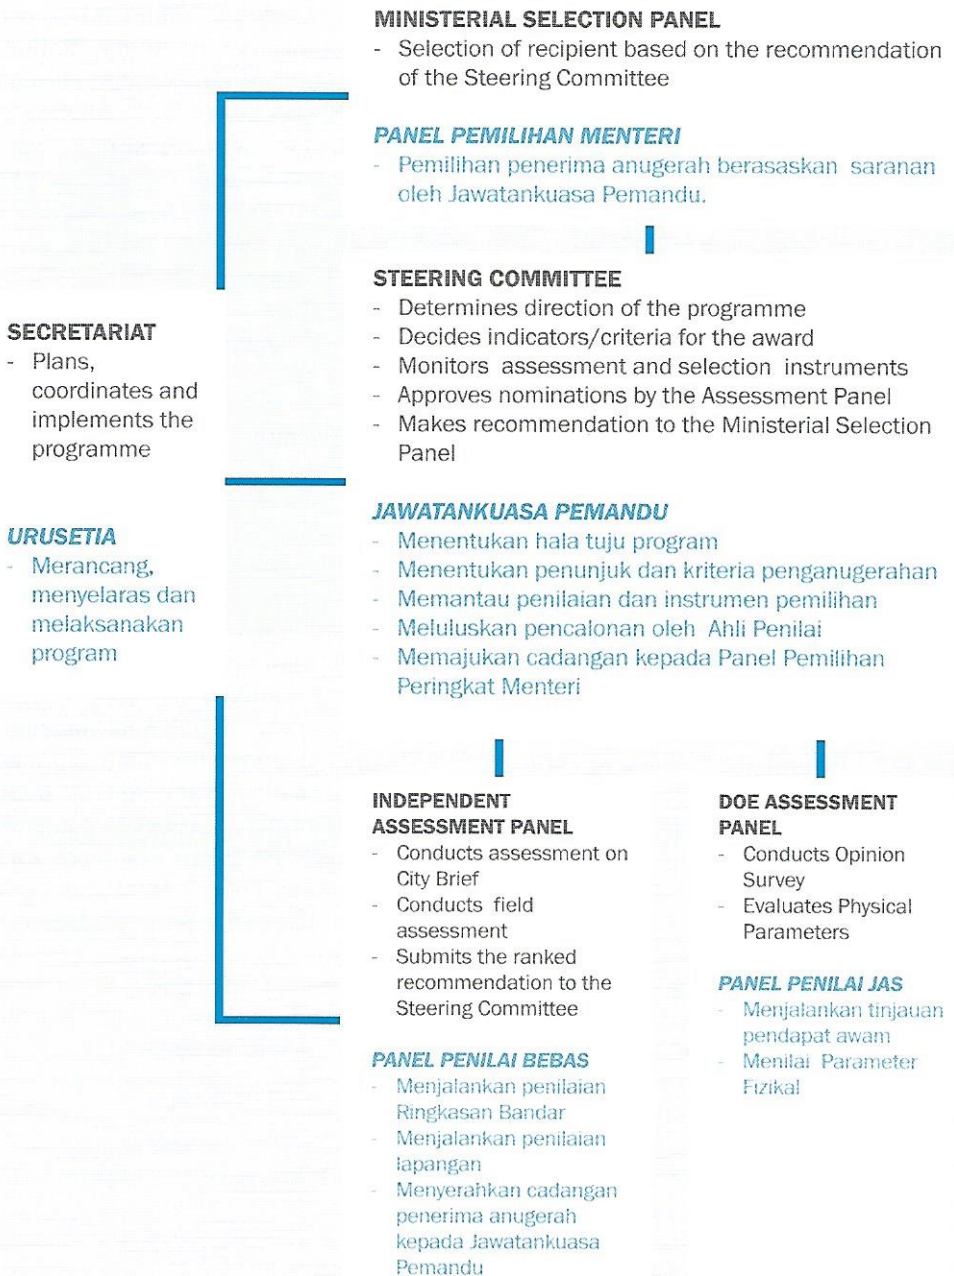 MINISTERIAL SELECTION PANEL
- Selection of recipient based on the recommendation
of the Steering Committee
PANEL PEMILIHAN MENTERI
- Pemilihan penerima anugerah berasaskan saranan
oleh Jawatankuasa Pemandu.
SECRETARIAT
- Plans,
coordinates and
implements the
programme
URUSETIA
- Merancang,
menyelaras dan
melaksanakan
program
STEERING COMMITTEE
- Determines direction of the programme
- Decides indicators/criteria for the award
- Monitors assessment and selection instruments
- Approves nominations by the Assessment Panel
- Makes recommendation to the Ministerial Selection
Panel
JAWATANKUASA PEMANDU
- Menentukan hala tuju program
- Menentukan penunjuk dan kriteria penganugerahan
- Memantau penilaian dan instrumen pemilihan
- Meluluskan pencalonan oleh Ahli Penilai
- Memajukan cadangan kepada Panel Pemilihan
Peringkat Menteri
INDEPENDENT
ASSESSMENT PANEL
- Conducts assessment on
City Brief
- Conducts field
assessment
- Submits the ranked
recommendation to the
Steering Committee
PANEL PENILAI BEBAS
- Menjalankan penilaian
Ringkasan Bandar
- Menjalankan penilaian
lapangan
- Menyerahkan cadangan
penerima anugerah
kepada Jawatankuasa
Pemandu
DOE ASSESSMENT
PANEL
- Conducts Opinion
Survey
- Evaluates Physical
Parameters
PANEL PENILAI JAS
- Menjalankan tinjauan
pendapat awam
- Menilai Parameter
Fizikal